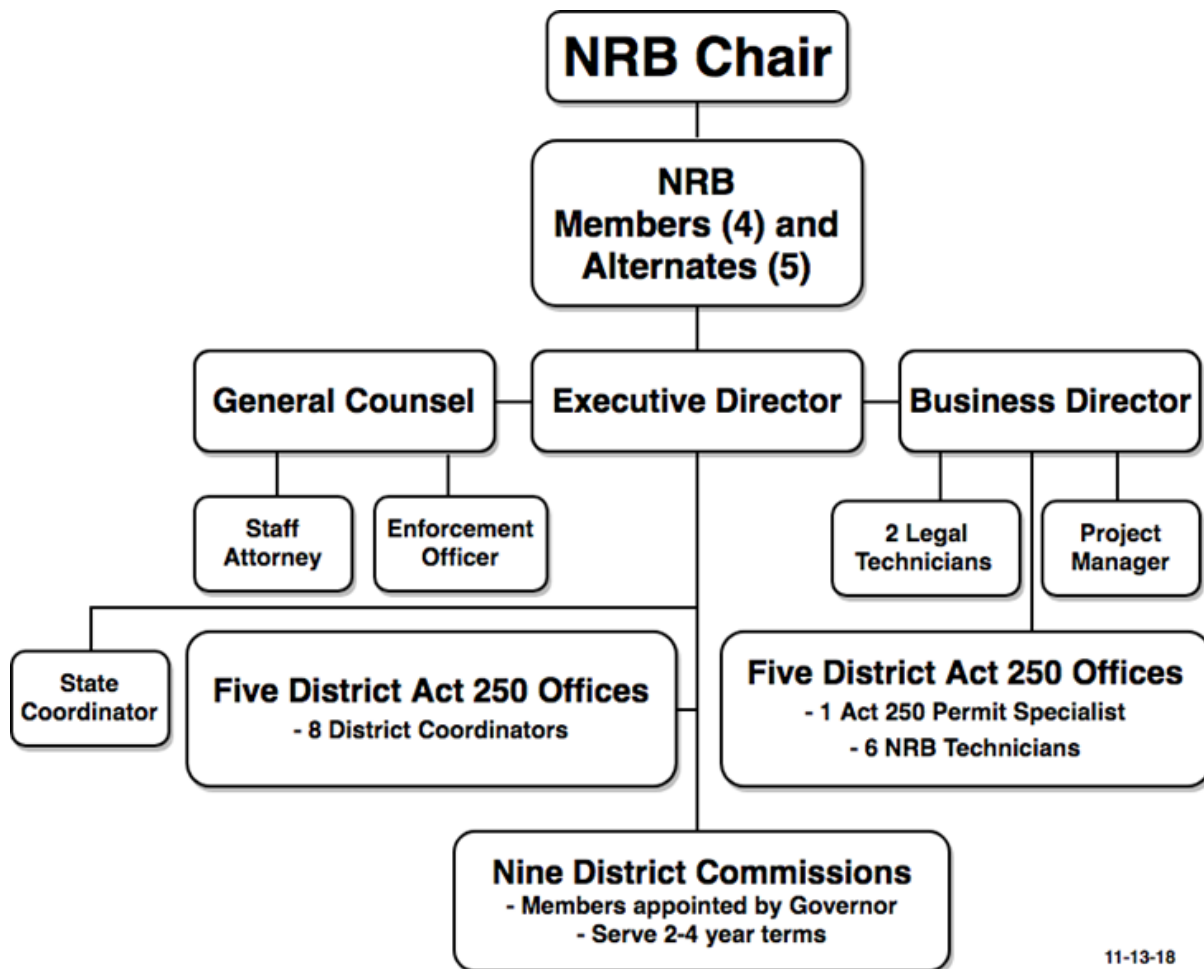 NRB Chair
NRB
Members (4) and
Alternates (5)
General Counsel
Executive Director
Business Director
Staff
Attorney
Enforcement
Officer
2 Legal
Technicians
Project
Manager
State
Coordinator
Five District Act 250 Offices
- 8 District Coordinators
Five District Act 250 Offices
- 1 Act 250 Permit Specialist
- 6 NRB Technicians
Nine District Commissions
- Members appointed by Governor
- Serve 2-4 year terms
11-13-18